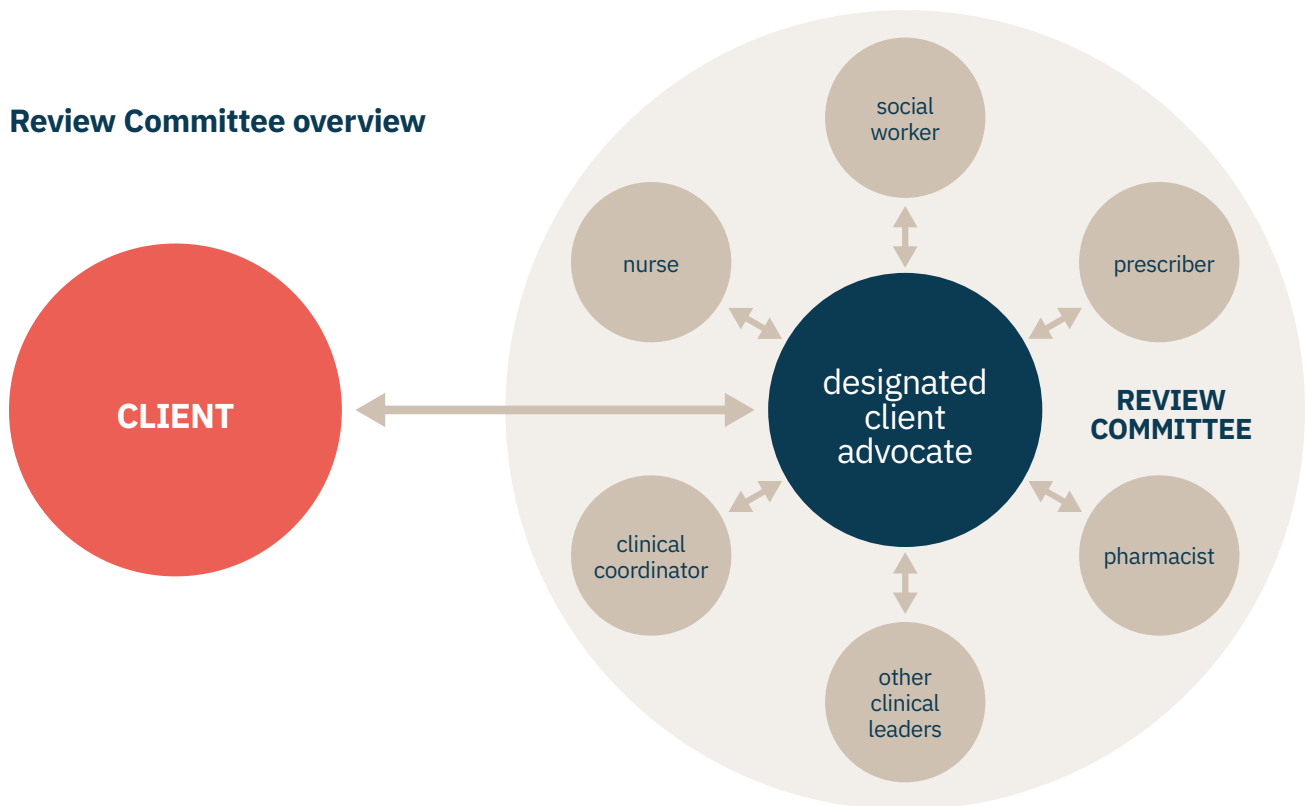 Review Committee overview
social
worker
nurse
prescriber
CLIENT
designated
client
advocate
REVIEW
COMMITTEE
clinical
coordinator
pharmacist
other
clinical
leaders